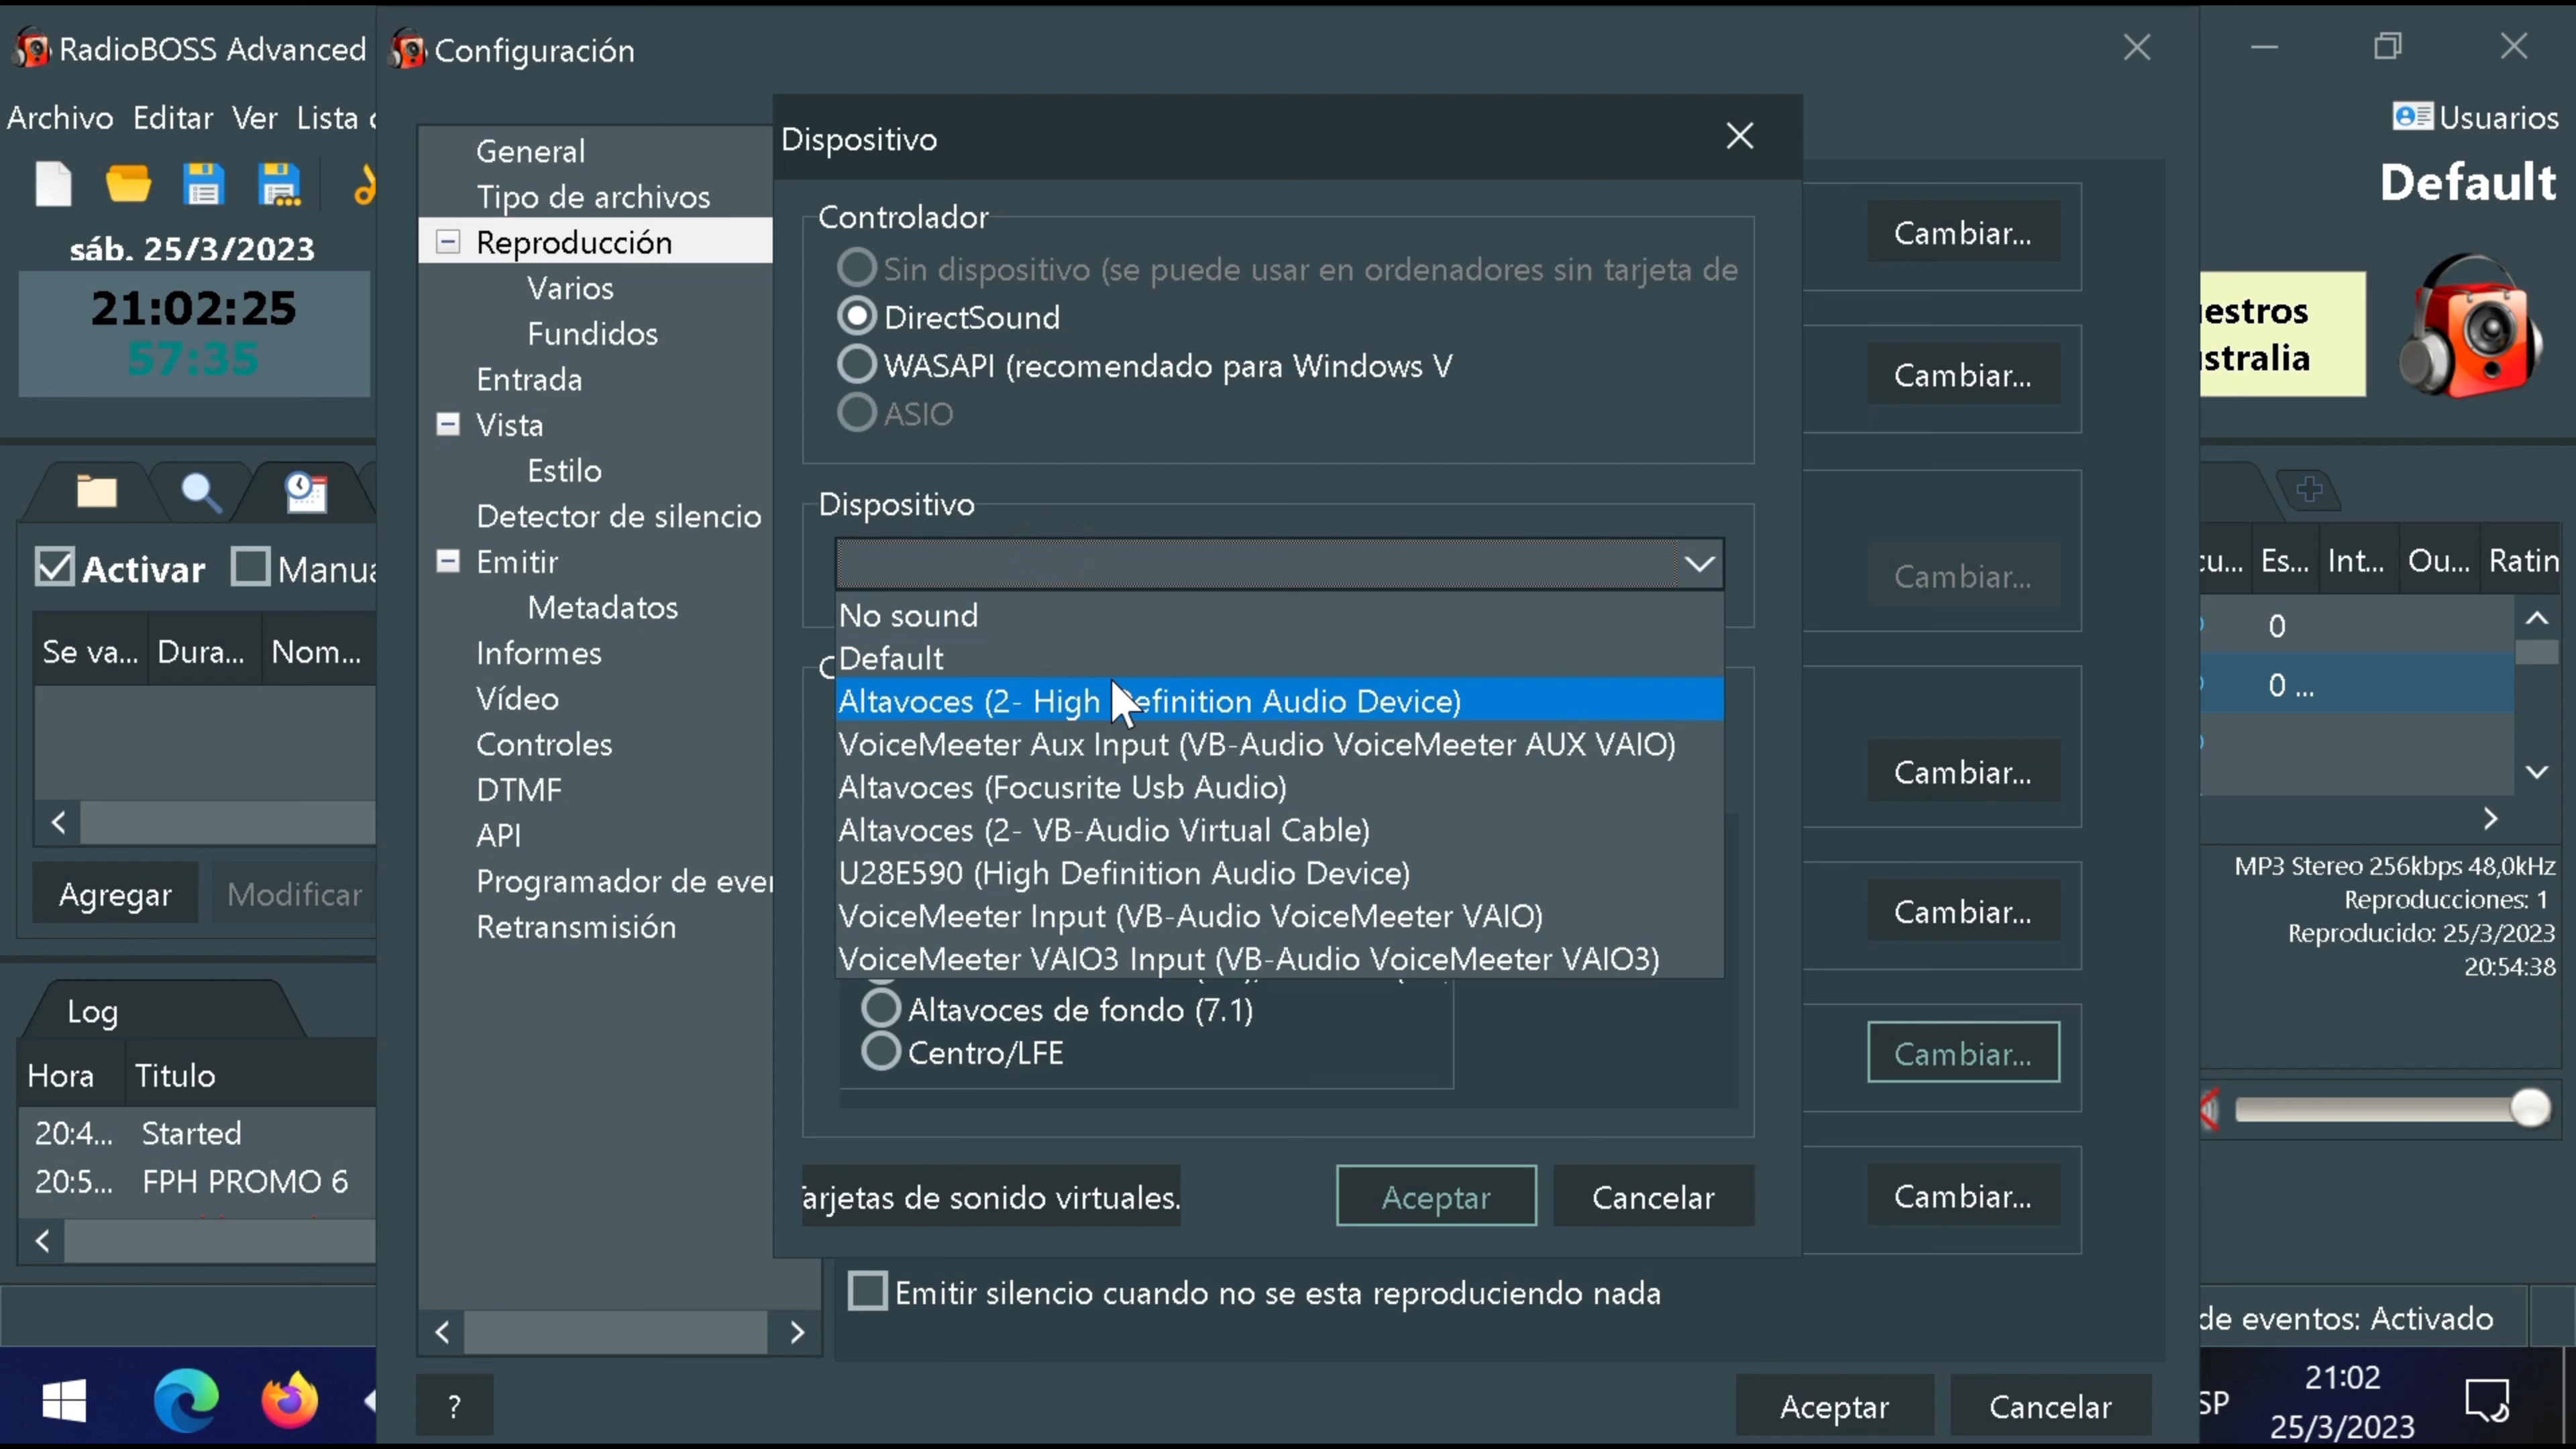 RadioBOSS Advanced
Archivo Editar Ver Lista
sáb. 25/3/2023
21:02:25
57:35
Activar
Se va... Dura... Nom...
Agregar Modificar
Log
Hora Titulo
20:4... Started
20:5... FPH PROMO 6
Configuración
General
Tipo de archivos
Reproducción
Varios
Fundidos
Entrada
Vista
Estilo
Detector de silencio
Emitir
Metadatos
Informes
Vídeo
Controles
DTMF
API
Programador de ever
Retransmisión
Dispositivo
Controlador
Sin dispositivo (se puede usar en ordenadores sin tarjeta de
DirectSound
WASAPI (recomendado para Windows V
ASIO
Dispositivo
No sound
Default
Altavoces (2- High Definition Audio Device)
VoiceMeeter Aux Input (VB-Audio VoiceMeeter AUX VAIO)
Altavoces (Focusrite Usb Audio)
Altavoces (2- VB-Audio Virtual Cable)
U28E590 (High Definition Audio Device)
VoiceMeeter Input (VB-Audio VoiceMeeter VAIO)
VoiceMeeter VAIO3 Input (VB-Audio VoiceMeeter VAIO3)
Altavoces de fondo (7.1)
Centro/LFE
arjetas de sonido virtuales.
Aceptar
Cancelar
Emitir silencio cuando no se esta reproduciendo nada
?
Aceptar
Cancelar
Cambiar...
Cambiar...
Cambiar...
Cambiar...
Cambiar...
Cambiar...
Cambiar...
Usuarios
Default
estros
stralia
cu... Es... Int... Ou... Ratin
0
0 ...
MP3 Stereo 256kbps 48,0kHz
Reproducciones: 1
Reproducido: 25/3/2023
20:54:38
de eventos: Activado
SP
21:02
25/3/2023